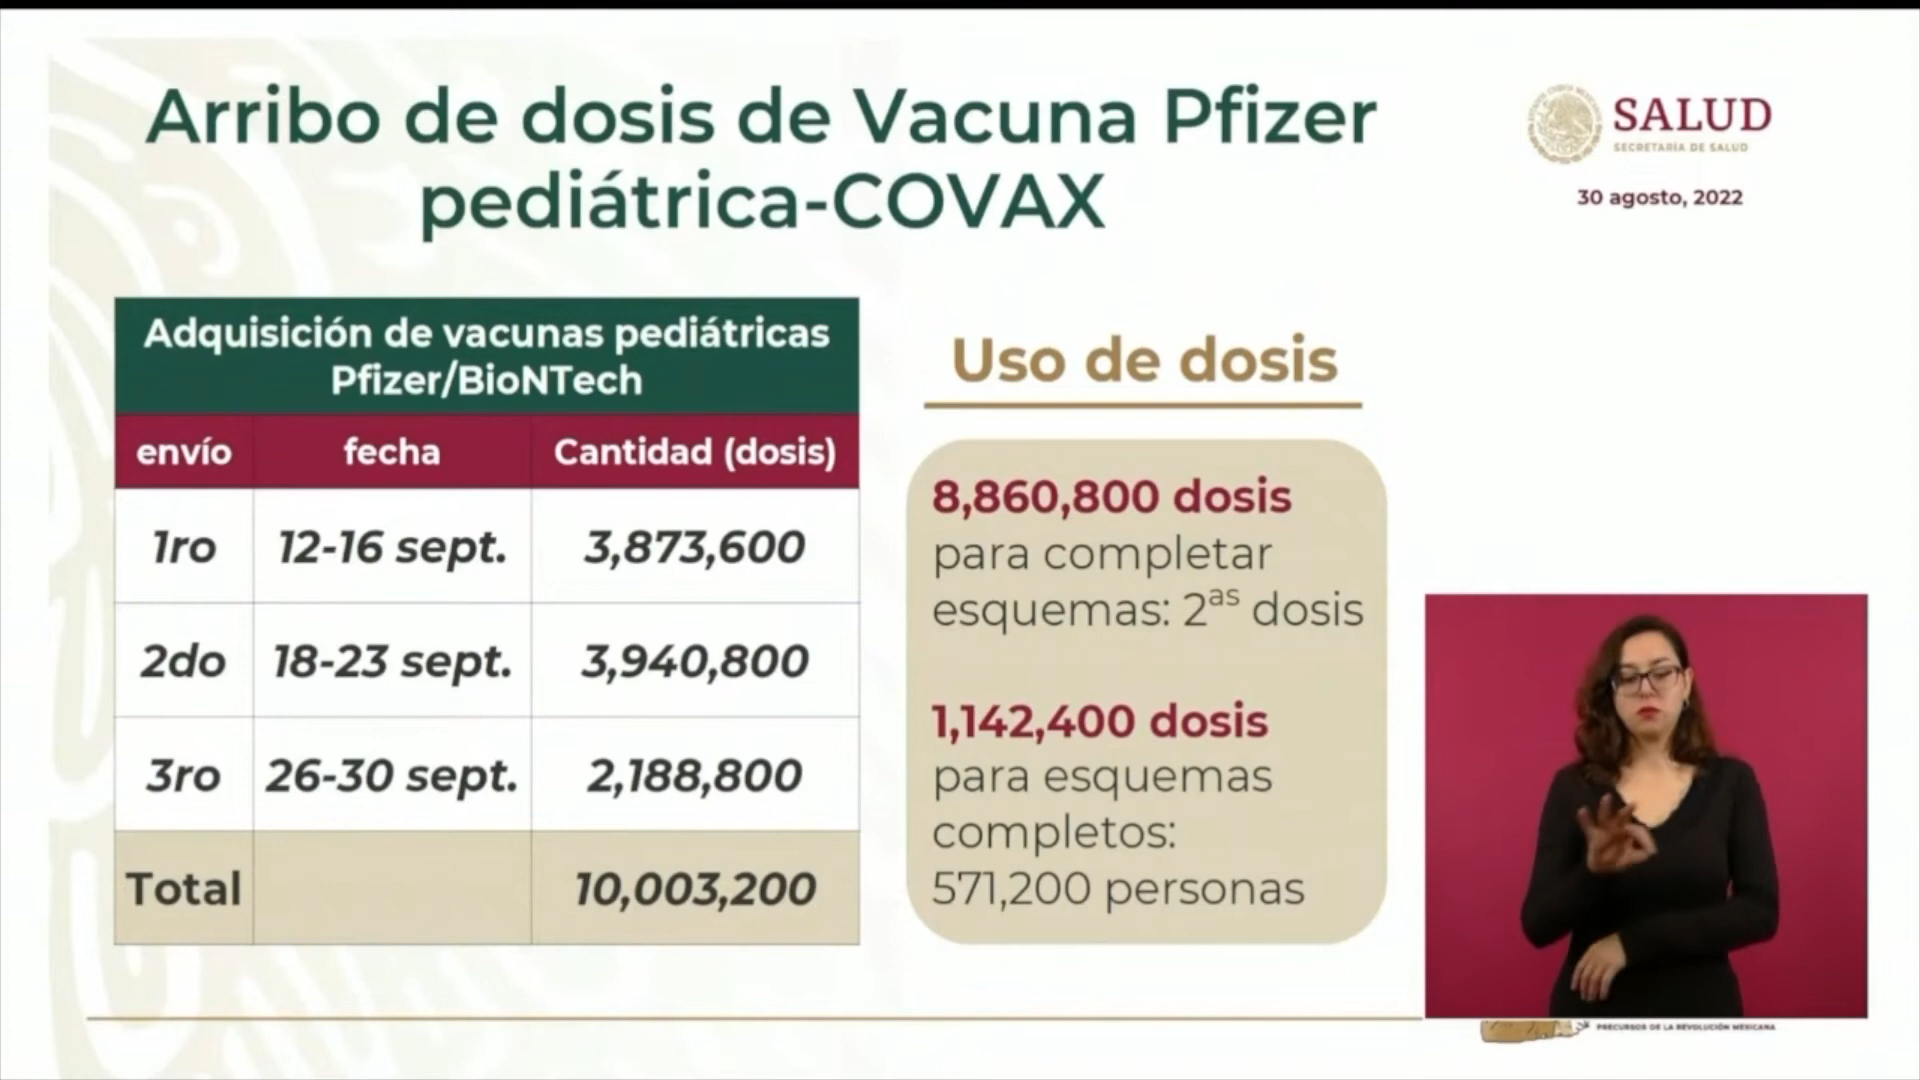 Arribo de dosis de Vacuna Pfizer
pediátrica-COVAX
SALUD
SECRETARÍA DE SALUD
30 agosto, 2022
Adquisición de vacunas pediátricas
Pfizer/BioNTech
envío fecha Cantidad (dosis)
1ro 12-16 sept. 3,873,600
2do 18-23 sept. 3,940,800
3ro 26-30 sept. 2,188,800
Total 10,003,200
Uso de dosis
8,860,800 dosis
para completar
esquemas: 2as dosis
1,142,400 dosis
para esquemas
completos:
571,200 personas
PRECURSOR DE LA REVOLUCIÓN MEXICANA